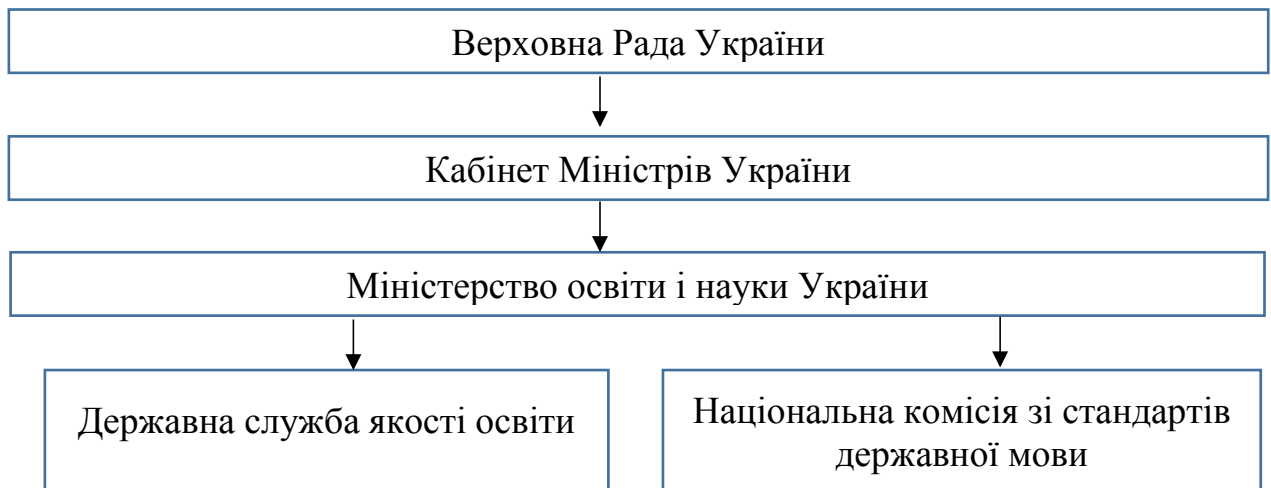 Верховна Рада України
Кабінет Міністрів України
Міністерство освіти і науки України
Державна служба якості освіти
Національна комісія зі стандартів
державної мови